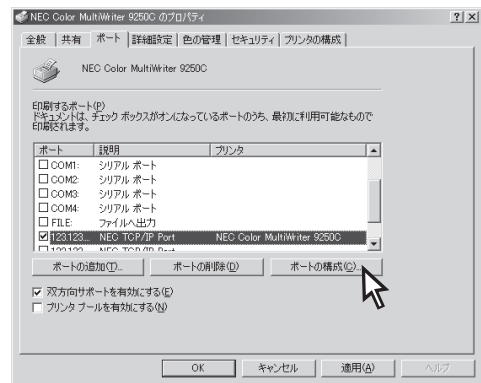 NEC Color MultiWriter 9250C のプロパティ
全般 共有 ポート 詳細設定 色の管理 セキュリティ プリンタの構成
NEC Color MultiWriter 9250C
印刷するポート(P)
ドキュメントは、チェック ボックスがオンになっているポートのうち、最初に利用可能なもので
印刷されます。
ポート 説明 プリンタ
COM1: シリアル ポート
COM2: シリアル ポート
COM3: シリアル ポート
COM4: シリアル ポート
FILE: ファイルへ出力
123.123... NEC TCP/IP Port NEC Color MultiWriter 9250C
ポートの追加(T)... ポートの削除(D) ポートの構成(C)...
双方向サポートを有効にする(E)
プリンタ プールを有効にする(N)
OK キャンセル 適用(A) ヘルプ